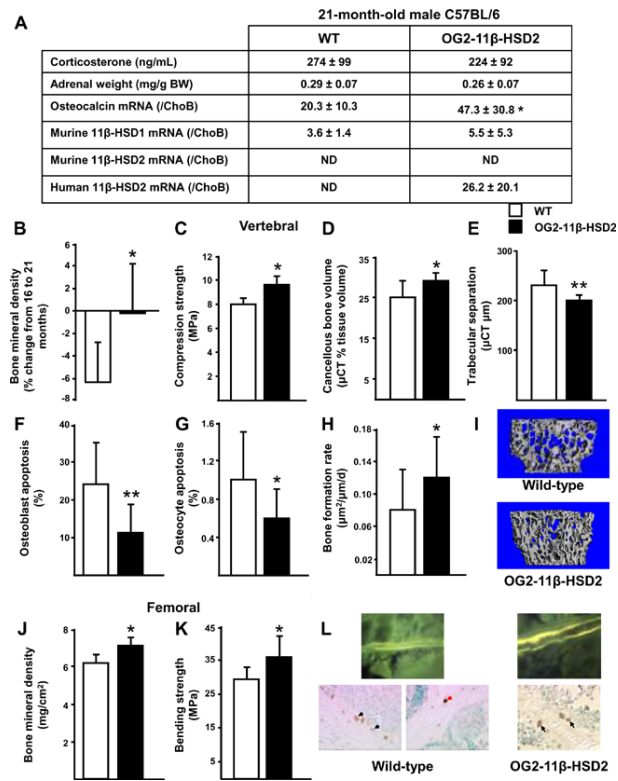 A
21-month-old male C57BL/6
WT OG2-11β-HSD2
Corticosterone (ng/mL) 274 ± 99 224 ± 92
Adrenal weight (mg/g BW) 0.29 ± 0.07 0.26 ± 0.07
Osteocalcin mRNA (/ChoB) 20.3 ± 10.3 47.3 ± 30.8 *
Murine 11β-HSD1 mRNA (/ChoB) 3.6 ± 1.4 5.5 ± 5.3
Murine 11β-HSD2 mRNA (/ChoB) ND ND
Human 11β-HSD2 mRNA (/ChoB) ND 26.2 ± 20.1
WT
OG2-11β-HSD2
Vertebral
B
Bone mineral density
(% change from 16 to 21
months)
6
4
2
0
-2
-4
-6
-8
*
C
Compression strength
(MPa)
12
10
8
6
4
2
*
D
Cancellous bone volume
(µCT % tissue volume)
35
25
15
5
*
E
Trabecular separation
(µCT µm)
300
200
100
**
F
Osteoblast apoptosis
(%)
40
30
20
10
**
G
Osteocyte apoptosis
(%)
1.6
1.2
0.8
0.4
*
H
Bone formation rate
(µm²/µm/d)
0.18
0.14
0.10
0.06
0.02
*
I
Wild-type
OG2-11β-HSD2
Femoral
J
Bone mineral density
(mg/cm²)
9
6
3
*
K
Bending strength
(MPa)
45
35
25
15
5
*
L
Wild-type
OG2-11β-HSD2